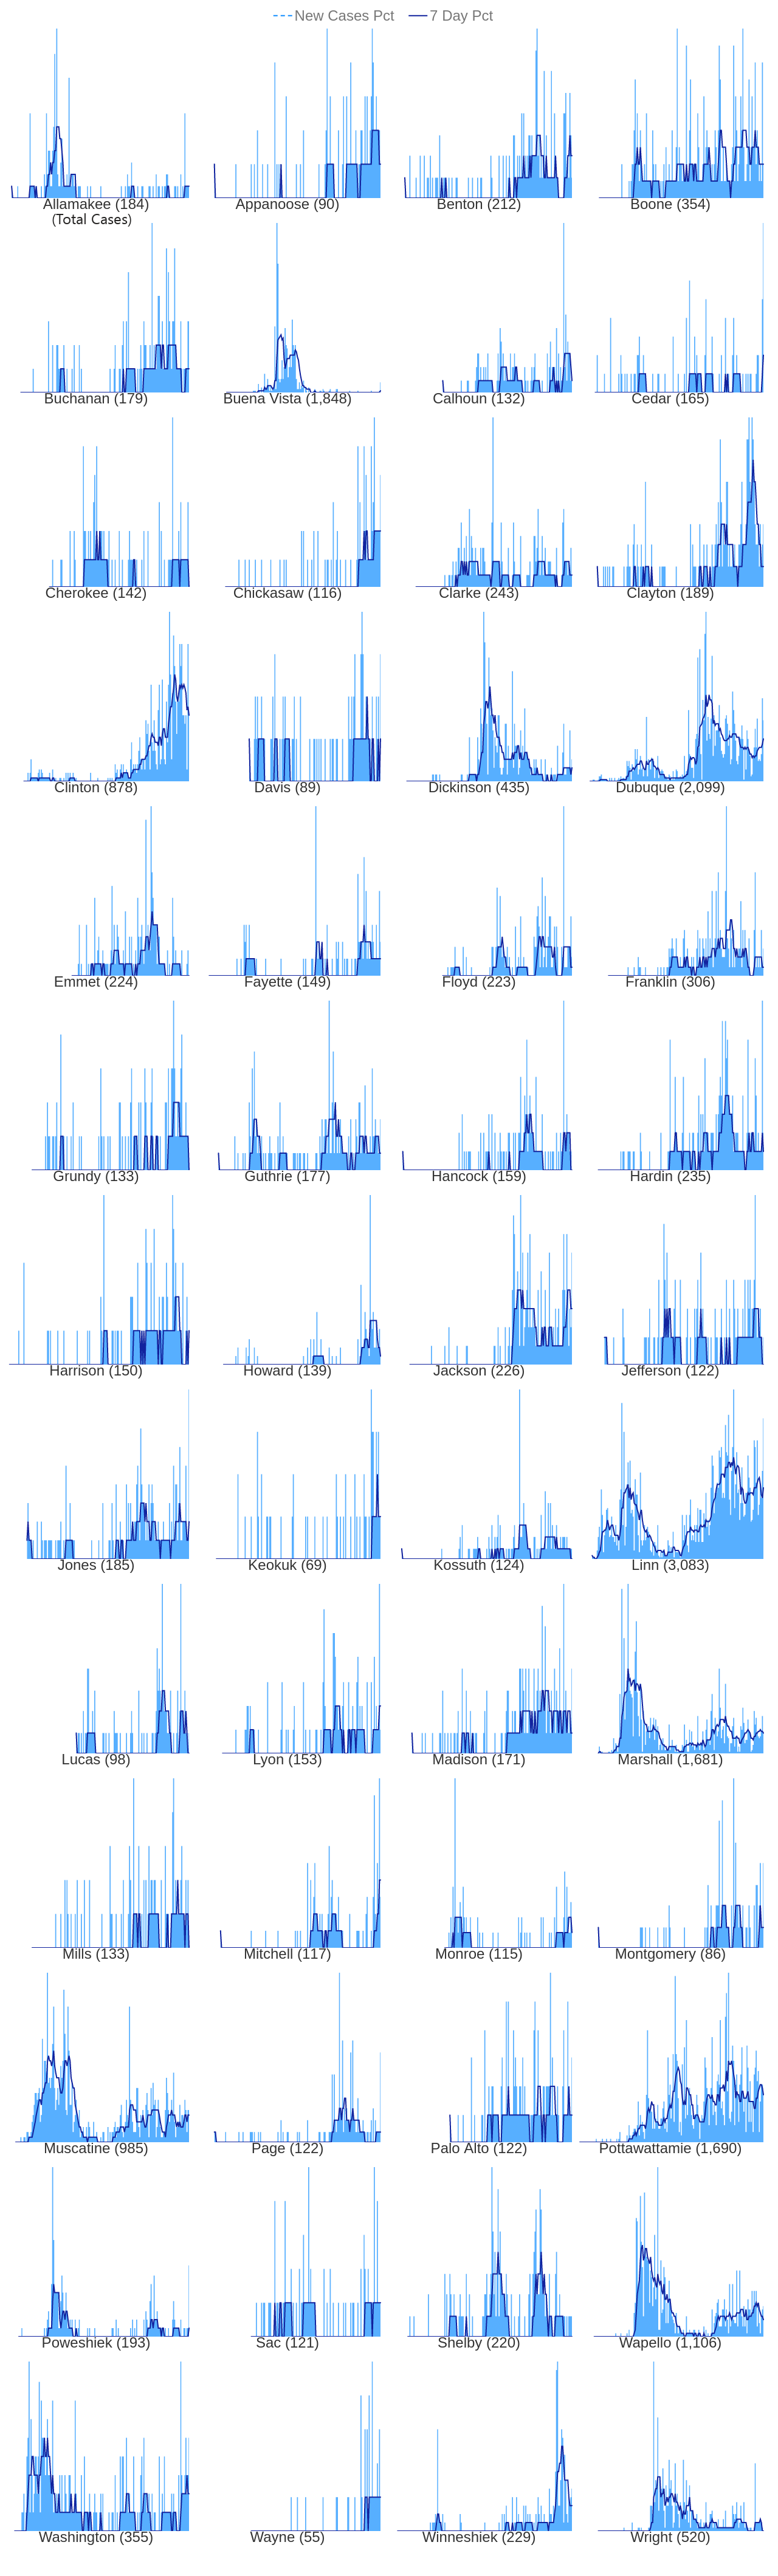 New Cases Pct 7 Day Pct
Allamakee (184) Appanoose (90) Benton (212) Boone (354)
(Total Cases)
Buchanan (179) Buena Vista (1,848) Calhoun (132) Cedar (165)
Cherokee (142) Chickasaw (116) Clarke (243) Clayton (189)
Clinton (878) Davis (89) Dickinson (435) Dubuque (2,099)
Emmet (224) Fayette (149) Floyd (223) Franklin (306)
Grundy (133) Guthrie (177) Hancock (159) Hardin (235)
Harrison (150) Howard (139) Jackson (226) Jefferson (122)
Jones (185) Keokuk (69) Kossuth (124) Linn (3,083)
Lucas (98) Lyon (153) Madison (171) Marshall (1,681)
Mills (133) Mitchell (117) Monroe (115) Montgomery (86)
Muscatine (985) Page (122) Palo Alto (122) Pottawattamie (1,690)
Poweshiek (193) Sac (121) Shelby (220) Wapello (1,106)
Washington (355) Wayne (55) Winneshiek (229) Wright (520)